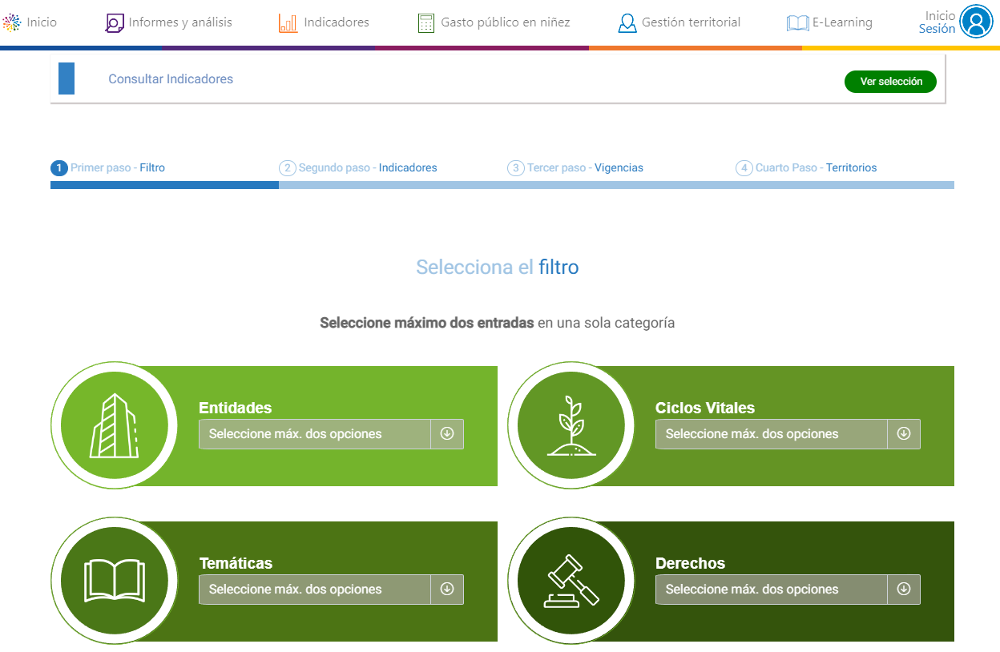 Inicio
Informes y análisis
Indicadores
Gasto público en niñez
Gestión territorial
E-Learning
Inicio
Sesión
Consultar Indicadores
Ver selección
1 Primer paso - Filtro
2 Segundo paso - Indicadores
3 Tercer paso - Vigencias
4 Cuarto Paso - Territorios
Selecciona el filtro
Seleccione máximo dos entradas en una sola categoría
Entidades
Seleccione máx. dos opciones
Ciclos Vitales
Seleccione máx. dos opciones
Temáticas
Seleccione máx. dos opciones
Derechos
Seleccione máx. dos opciones